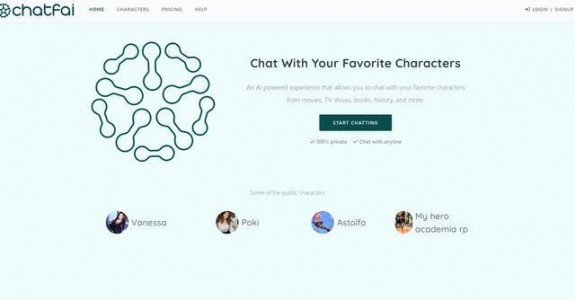 chatfai
HOME CHARACTERS PRICING HELP LOGIN / SIGNUP
Chat With Your Favorite Characters
An AI powered experience that allows you to chat with your favorite characters
from movies, TV shows, books, history, and more.
START CHATTING
100% private Chat with anyone
Some of the public characters:
Vanessa Poki Astolfo My hero
academia rp